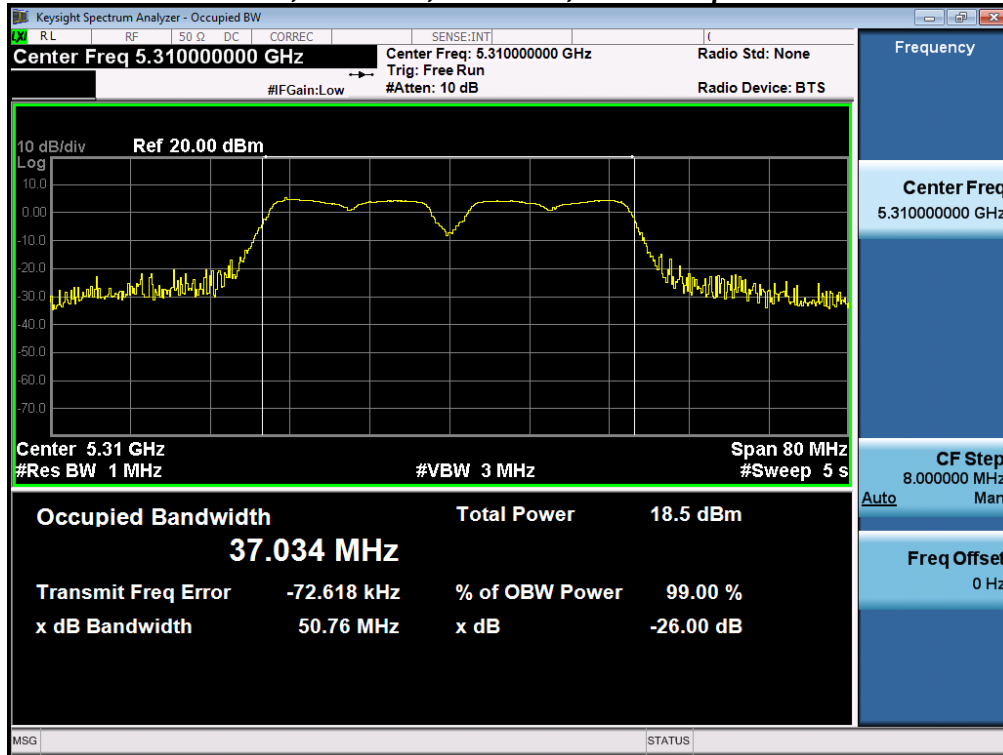 Keysight Spectrum Analyzer - Occupied BW
RL RF 50 Ω DC CORREC SENSE:INT
Center Freq 5.310000000 GHz
#IFGain:Low
Center Freq: 5.310000000 GHz
Trig: Free Run
#Atten: 10 dB
Radio Std: None
Radio Device: BTS
10 dB/div Ref 20.00 dBm
Log
10.0
0.00
-10.0
-20.0
-30.0
-40.0
-50.0
-60.0
-70.0
Center 5.31 GHz Span 80 MHz
#Res BW 1 MHz #VBW 3 MHz #Sweep 5 s
Occupied Bandwidth Total Power 18.5 dBm
37.034 MHz
Transmit Freq Error -72.618 kHz % of OBW Power 99.00 %
x dB Bandwidth 50.76 MHz x dB -26.00 dB
MSG STATUS
Frequency
Center Freq
5.310000000 GHz
CF Step
8.000000 MHz
Auto Man
Freq Offset
0 Hz